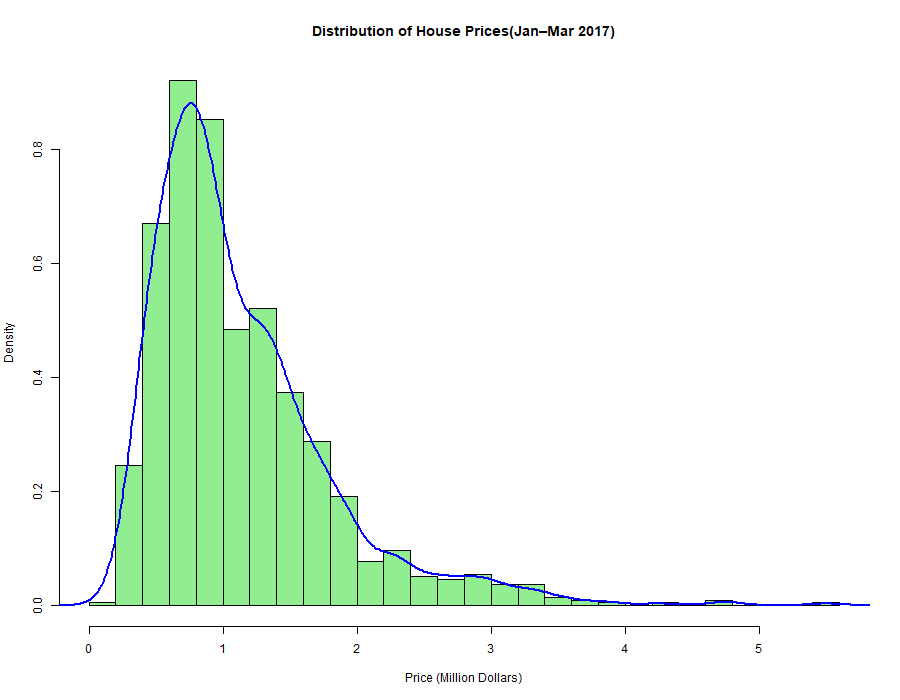 Distribution of House Prices(Jan–Mar 2017)
Density
0.8
0.6
0.4
0.2
0.0
0 1 2 3 4 5
Price (Million Dollars)